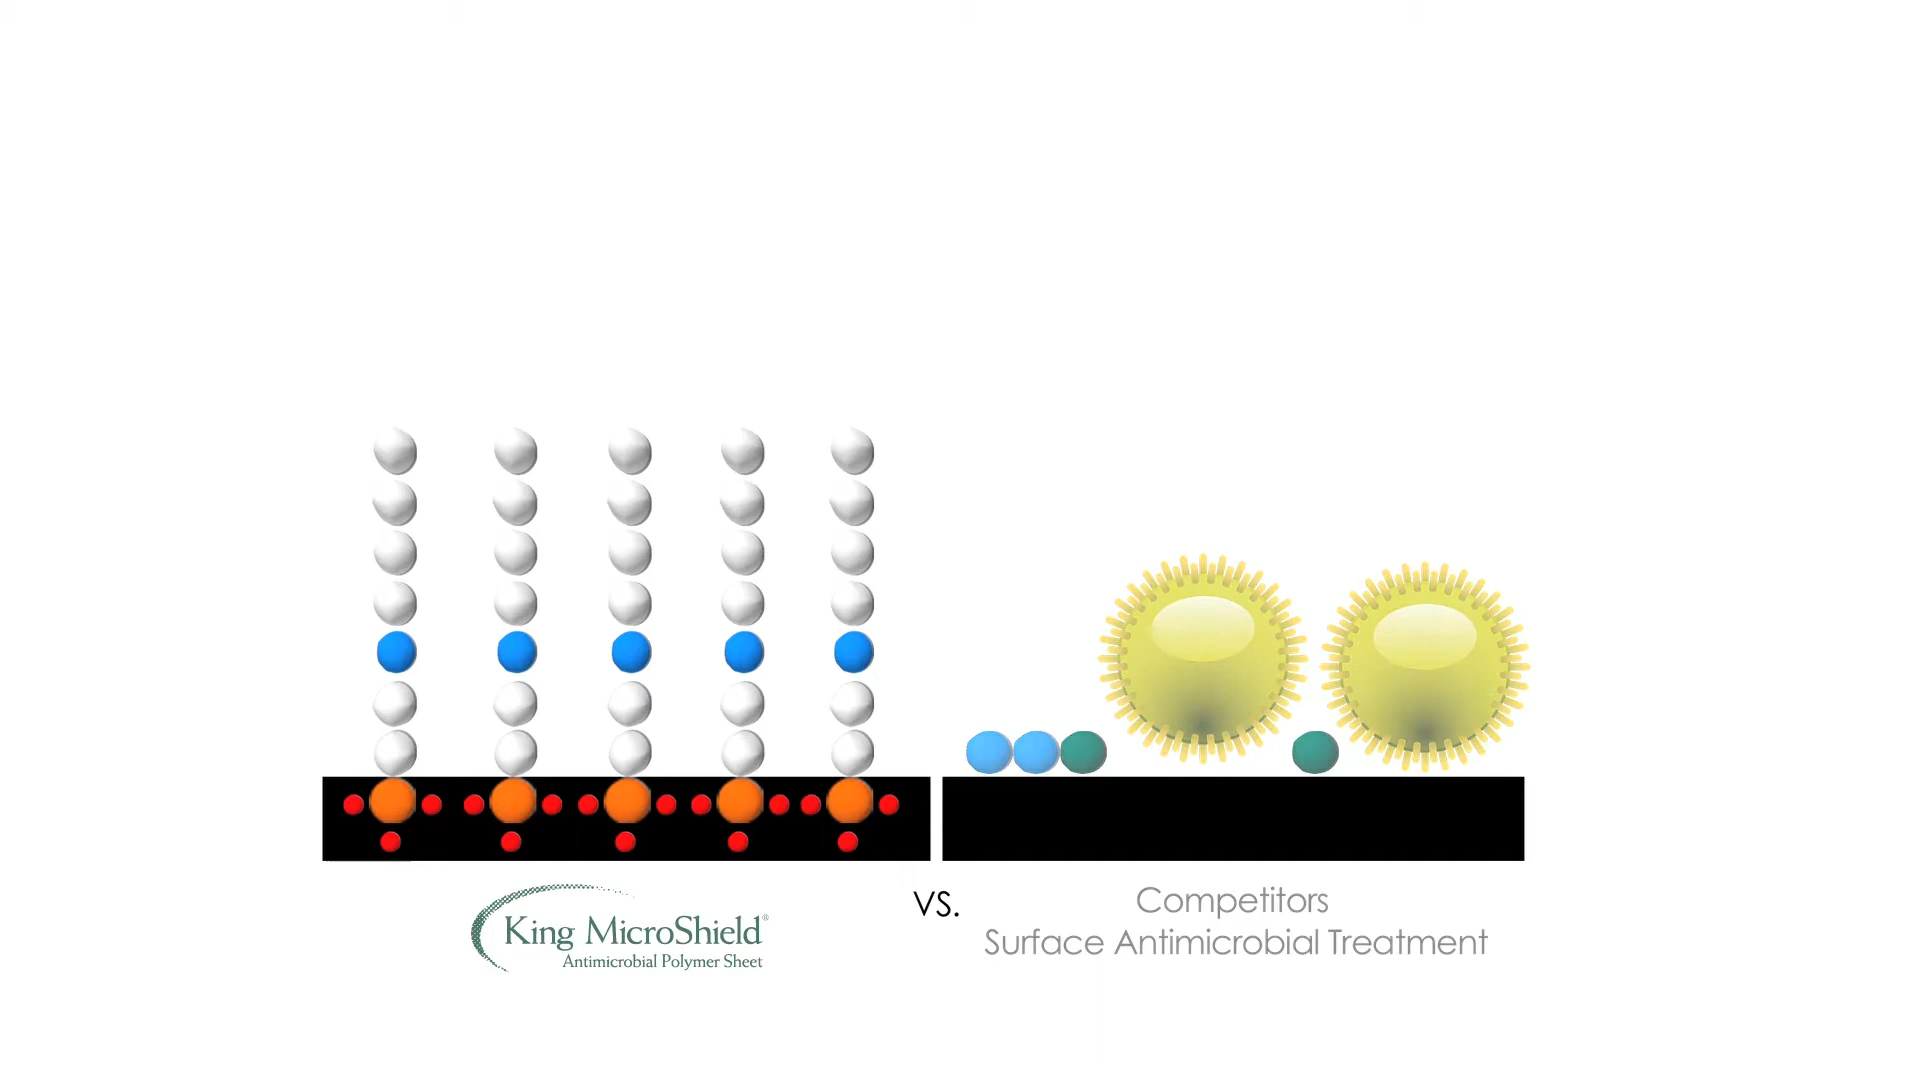 King MicroShield®
Antimicrobial Polymer Sheet
vs.
Competitors
Surface Antimicrobial Treatment